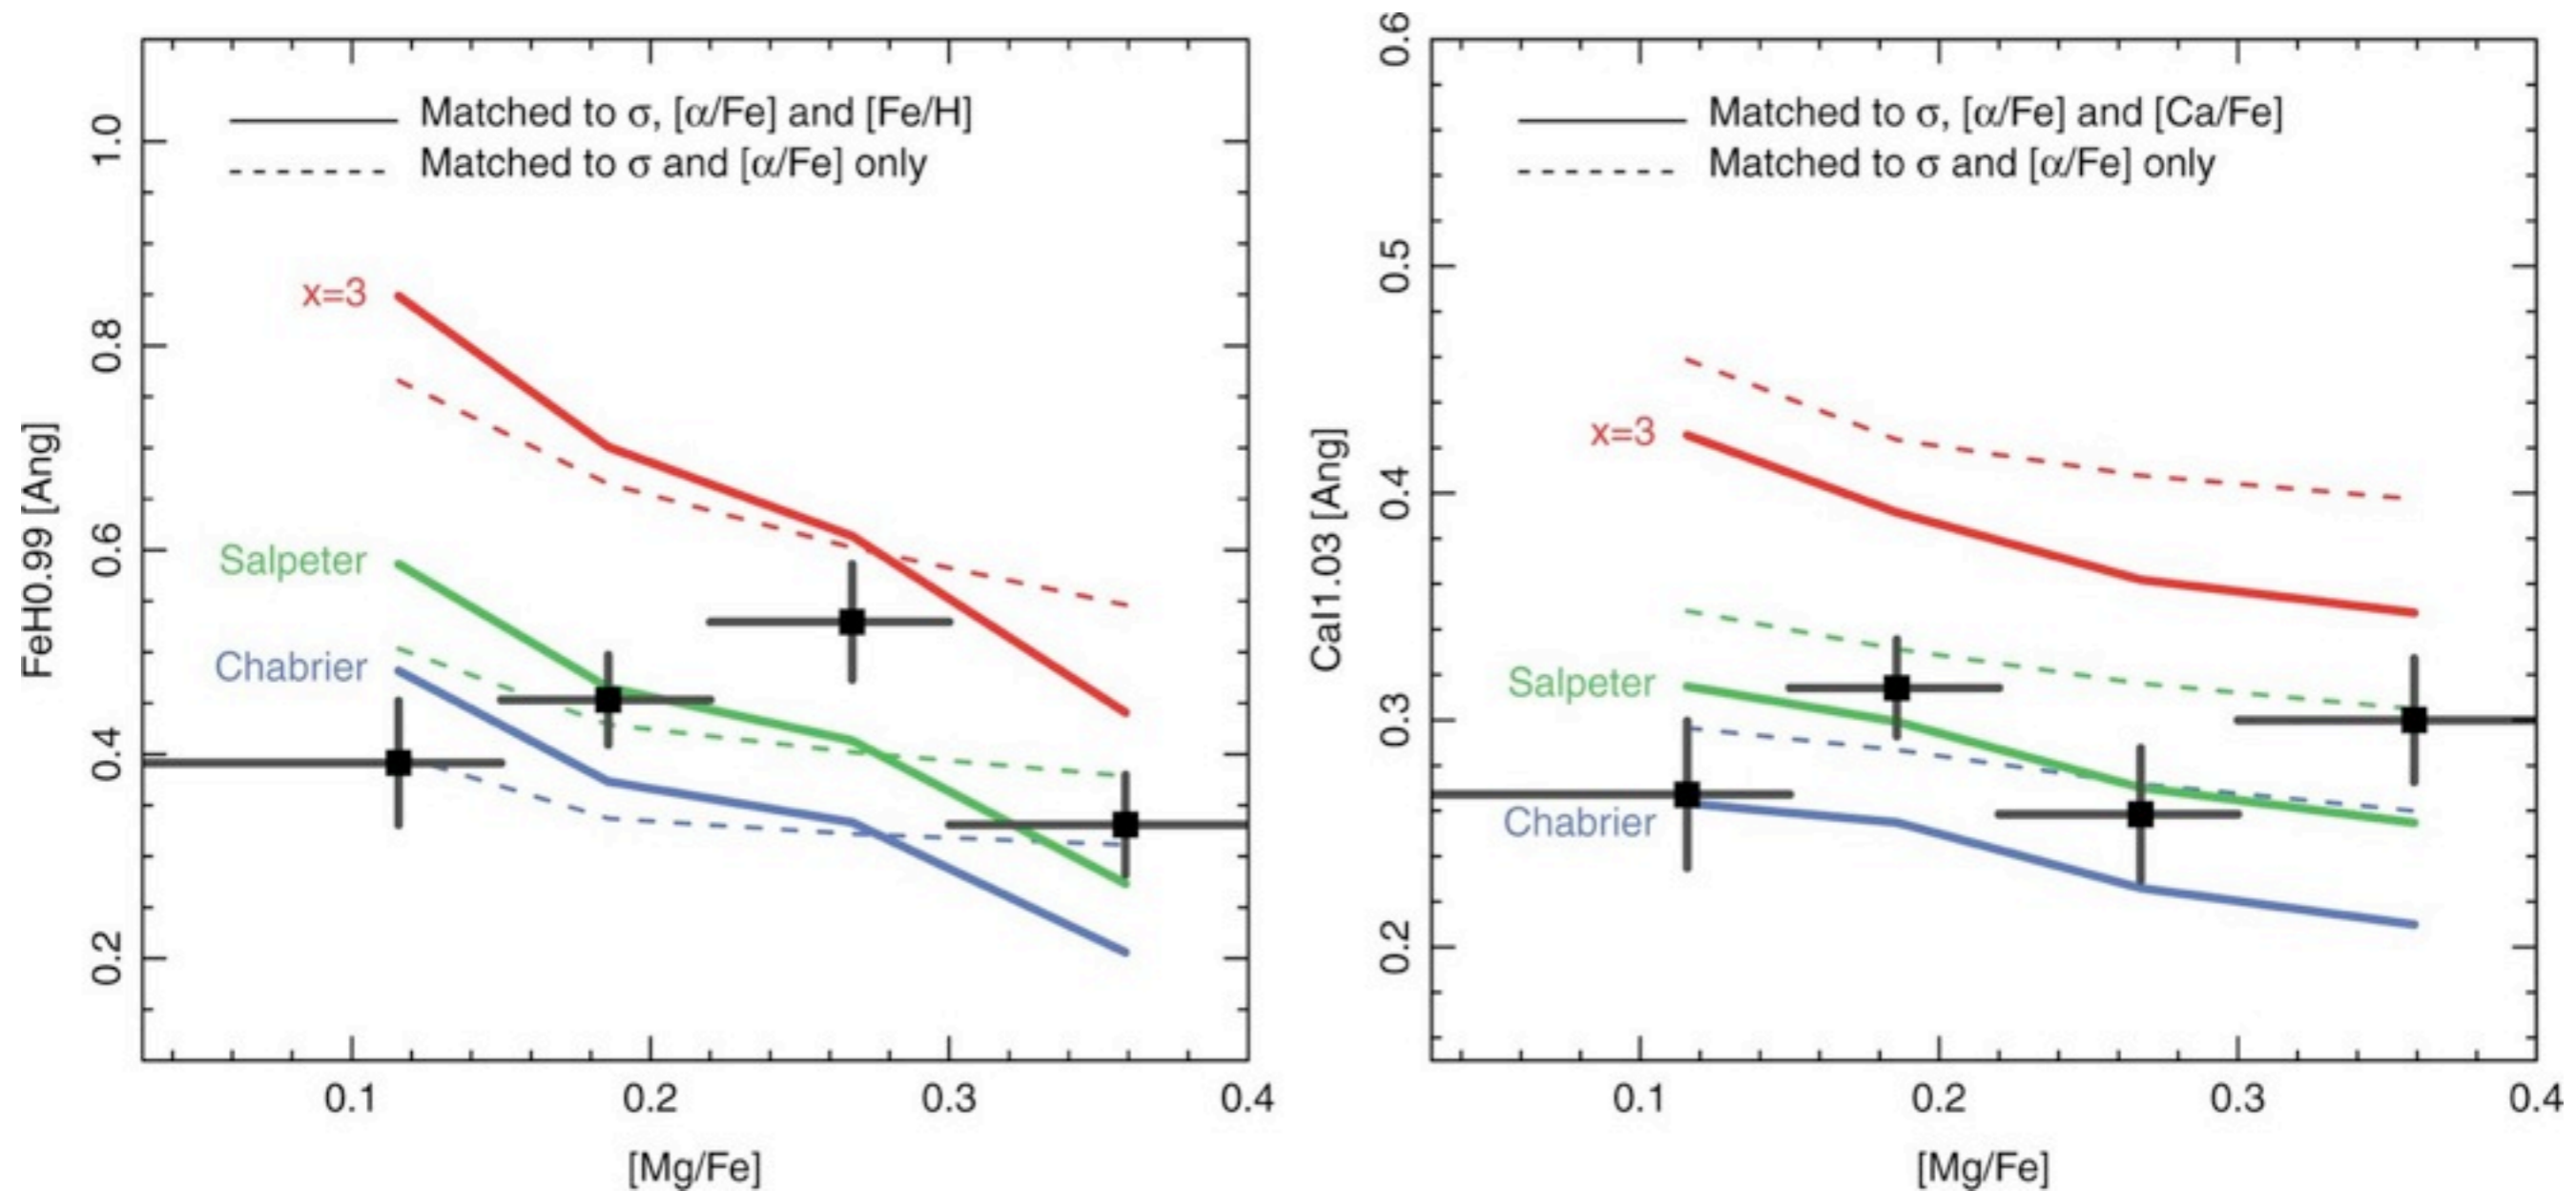 Matched to σ, [α/Fe] and [Fe/H]
Matched to σ and [α/Fe] only
x=3
Salpeter
Chabrier
FeH0.99 [Ang]
1.0
0.8
0.6
0.4
0.2
0.1 0.2 0.3 0.4
[Mg/Fe]
Matched to σ, [α/Fe] and [Ca/Fe]
Matched to σ and [α/Fe] only
x=3
Salpeter
Chabrier
CaI1.03 [Ang]
0.6
0.5
0.4
0.3
0.2
0.1 0.2 0.3 0.4
[Mg/Fe]